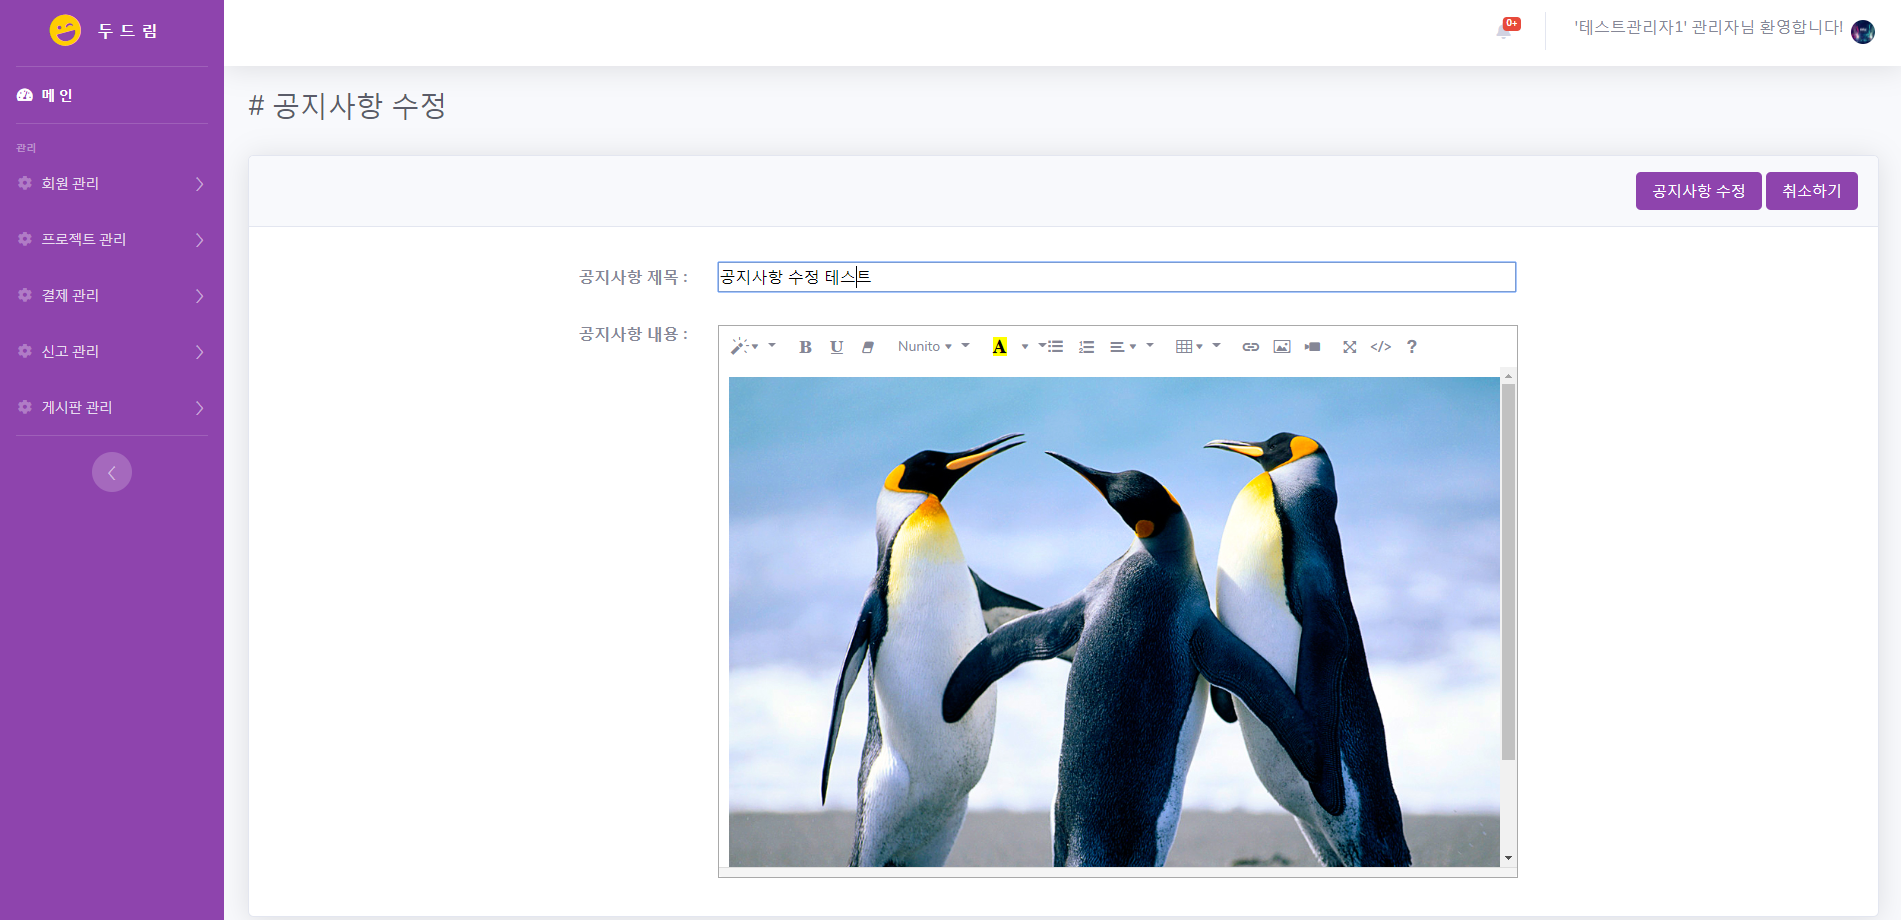 두 드 림
메 인
관리
회원 관리
프로젝트 관리
결제 관리
신고 관리
게시판 관리
0+
'테스트관리자1' 관리자님 환영합니다!
# 공지사항 수정
공지사항 수정 취소하기
공지사항 제목 : 공지사항 수정 테스트
공지사항 내용 :
B U Nunito A </> ?